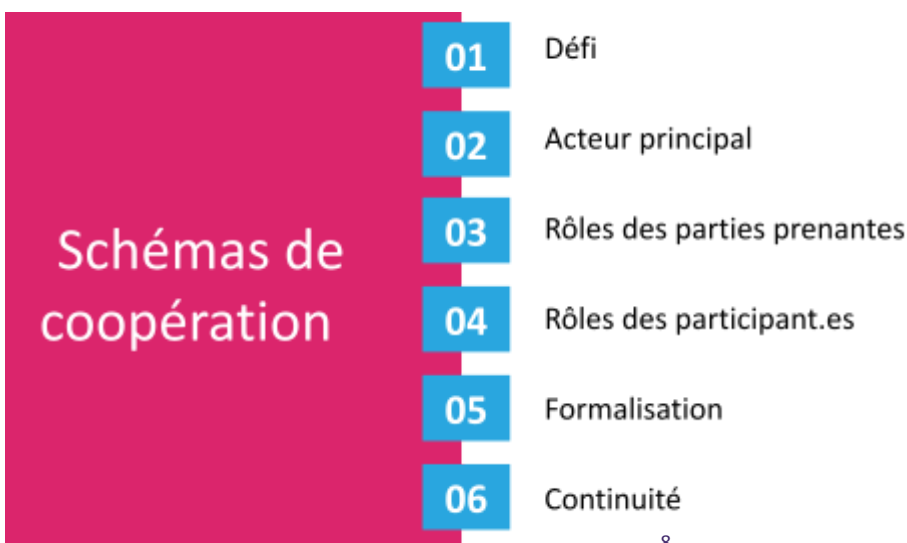 Schémas de
coopération
01 Défi
02 Acteur principal
03 Rôles des parties prenantes
04 Rôles des participant.es
05 Formalisation
06 Continuité